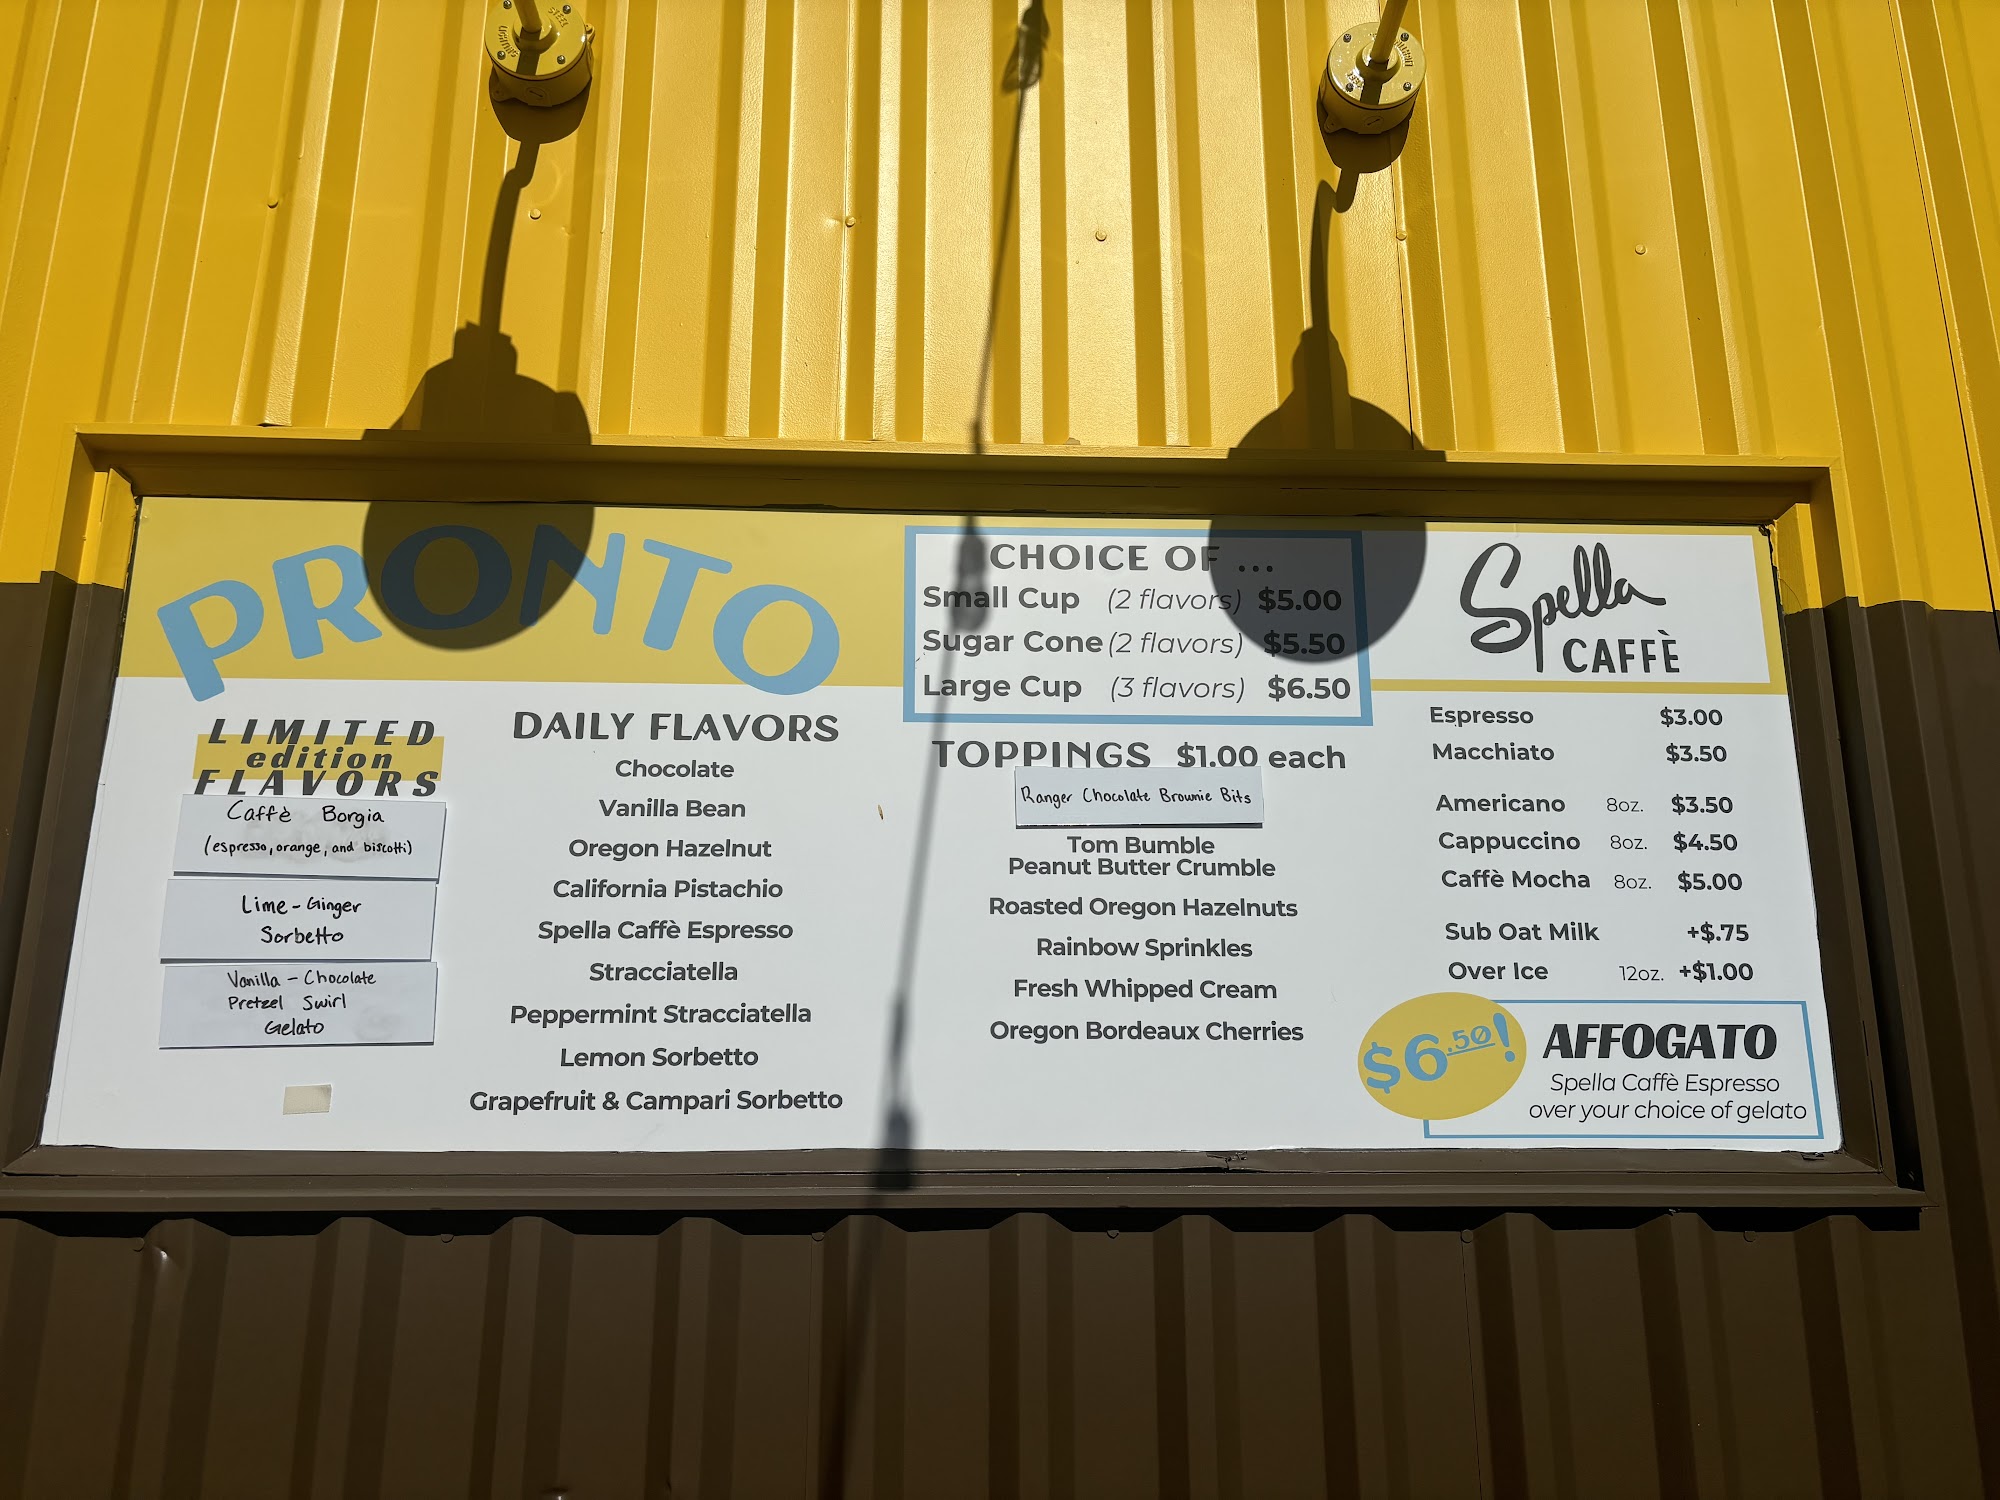 PRONTO
LIMITED
edition
FLAVORS
Caffè Borgia
(espresso, orange, and biscotti)
Lime-Ginger
Sorbetto
Vanilla - Chocolate
Pretzel Swirl
Gelato
DAILY FLAVORS
Chocolate
Vanilla Bean
Oregon Hazelnut
California Pistachio
Spella Caffè Espresso
Stracciatella
Peppermint Stracciatella
Lemon Sorbetto
Grapefruit & Campari Sorbetto
CHOICE OF ...
Small Cup (2 flavors) $5.00
Sugar Cone (2 flavors) $5.50
Large Cup (3 flavors) $6.50
TOPPINGS $1.00 each
Ranger Chocolate Brownie Bits
Tom Bumble
Peanut Butter Crumble
Roasted Oregon Hazelnuts
Rainbow Sprinkles
Fresh Whipped Cream
Oregon Bordeaux Cherries
Spella
CAFFÈ
Espresso $3.00
Macchiato $3.50
Americano 8oz. $3.50
Cappuccino 8oz. $4.50
Caffè Mocha 8oz. $5.00
Sub Oat Milk +$.75
Over Ice 12oz. +$1.00
$6.50!
AFFOGATO
Spella Caffè Espresso
over your choice of gelato